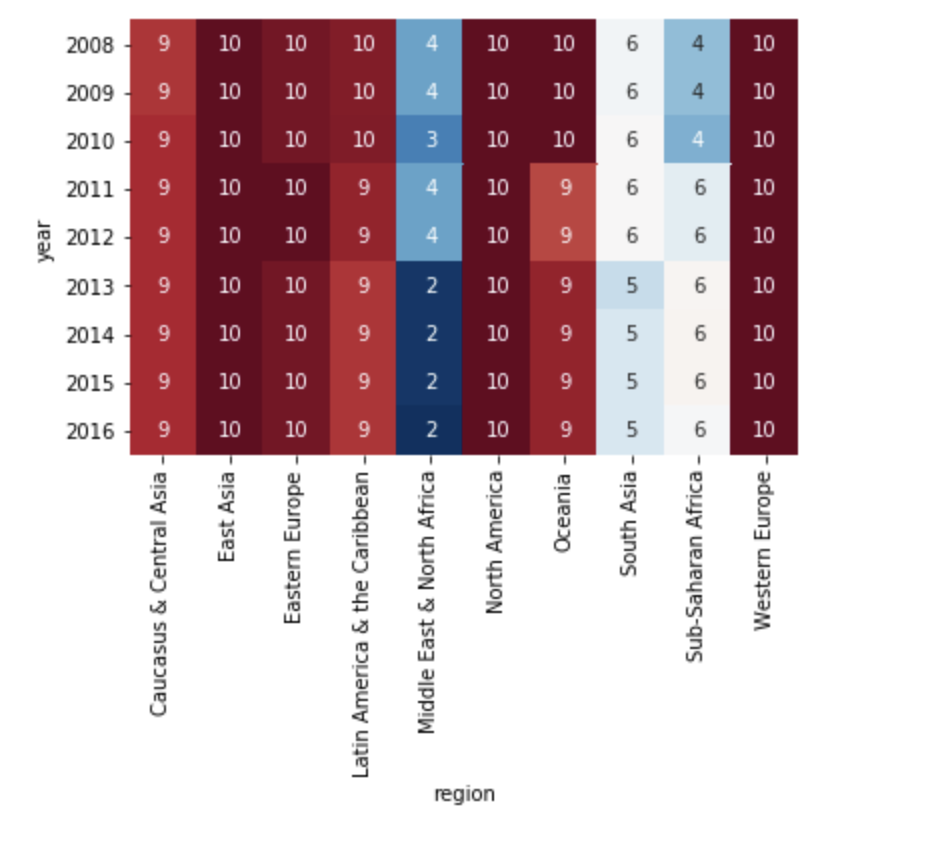 2008 9 10 10 10 4 10 10 6 4 10
2009 9 10 10 10 4 10 10 6 4 10
2010 9 10 10 10 3 10 10 6 4 10
2011 9 10 10 9 4 10 9 6 6 10
2012 9 10 10 9 4 10 9 6 6 10
2013 9 10 10 9 2 10 9 5 6 10
2014 9 10 10 9 2 10 9 5 6 10
2015 9 10 10 9 2 10 9 5 6 10
2016 9 10 10 9 2 10 9 5 6 10
year
Caucasus & Central Asia
East Asia
Eastern Europe
Latin America & the Caribbean
Middle East & North Africa
North America
Oceania
South Asia
Sub-Saharan Africa
Western Europe
region